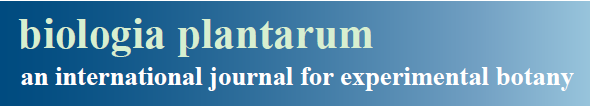 biologia plantarum
an international journal for experimental botany